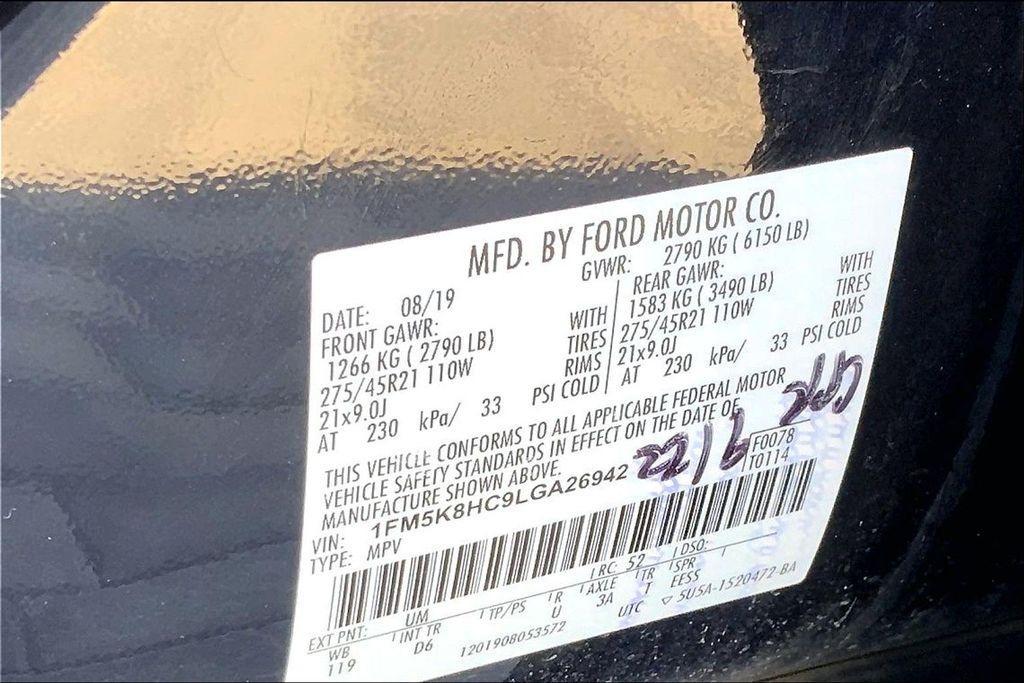 MFD. BY FORD MOTOR CO.
DATE: 08/19
GVWR: 2790 KG ( 6150 LB)
FRONT GAWR:
1266 KG ( 2790 LB) WITH
275/45R21 110W TIRES
21x9.0J RIMS
AT 230 kPa/ 33 PSI COLD
REAR GAWR:
1583 KG ( 3490 LB) WITH
275/45R21 110W TIRES
21x9.0J RIMS
AT 230 kPa/ 33 PSI COLD
THIS VEHICLE CONFORMS TO ALL APPLICABLE FEDERAL MOTOR
VEHICLE SAFETY STANDARDS IN EFFECT ON THE DATE OF
MANUFACTURE SHOWN ABOVE.
VIN: 1FM5K8HC9LGA26942
TYPE: MPV
F0078
T0114
RC: 52 DSO:
EXT PNT: UM
WB INT TR TP/PS R AXLE TR SPR
119 D6 U 3A T EESS
1201908053572
UTC ▽ 5U5A-1520472-BA